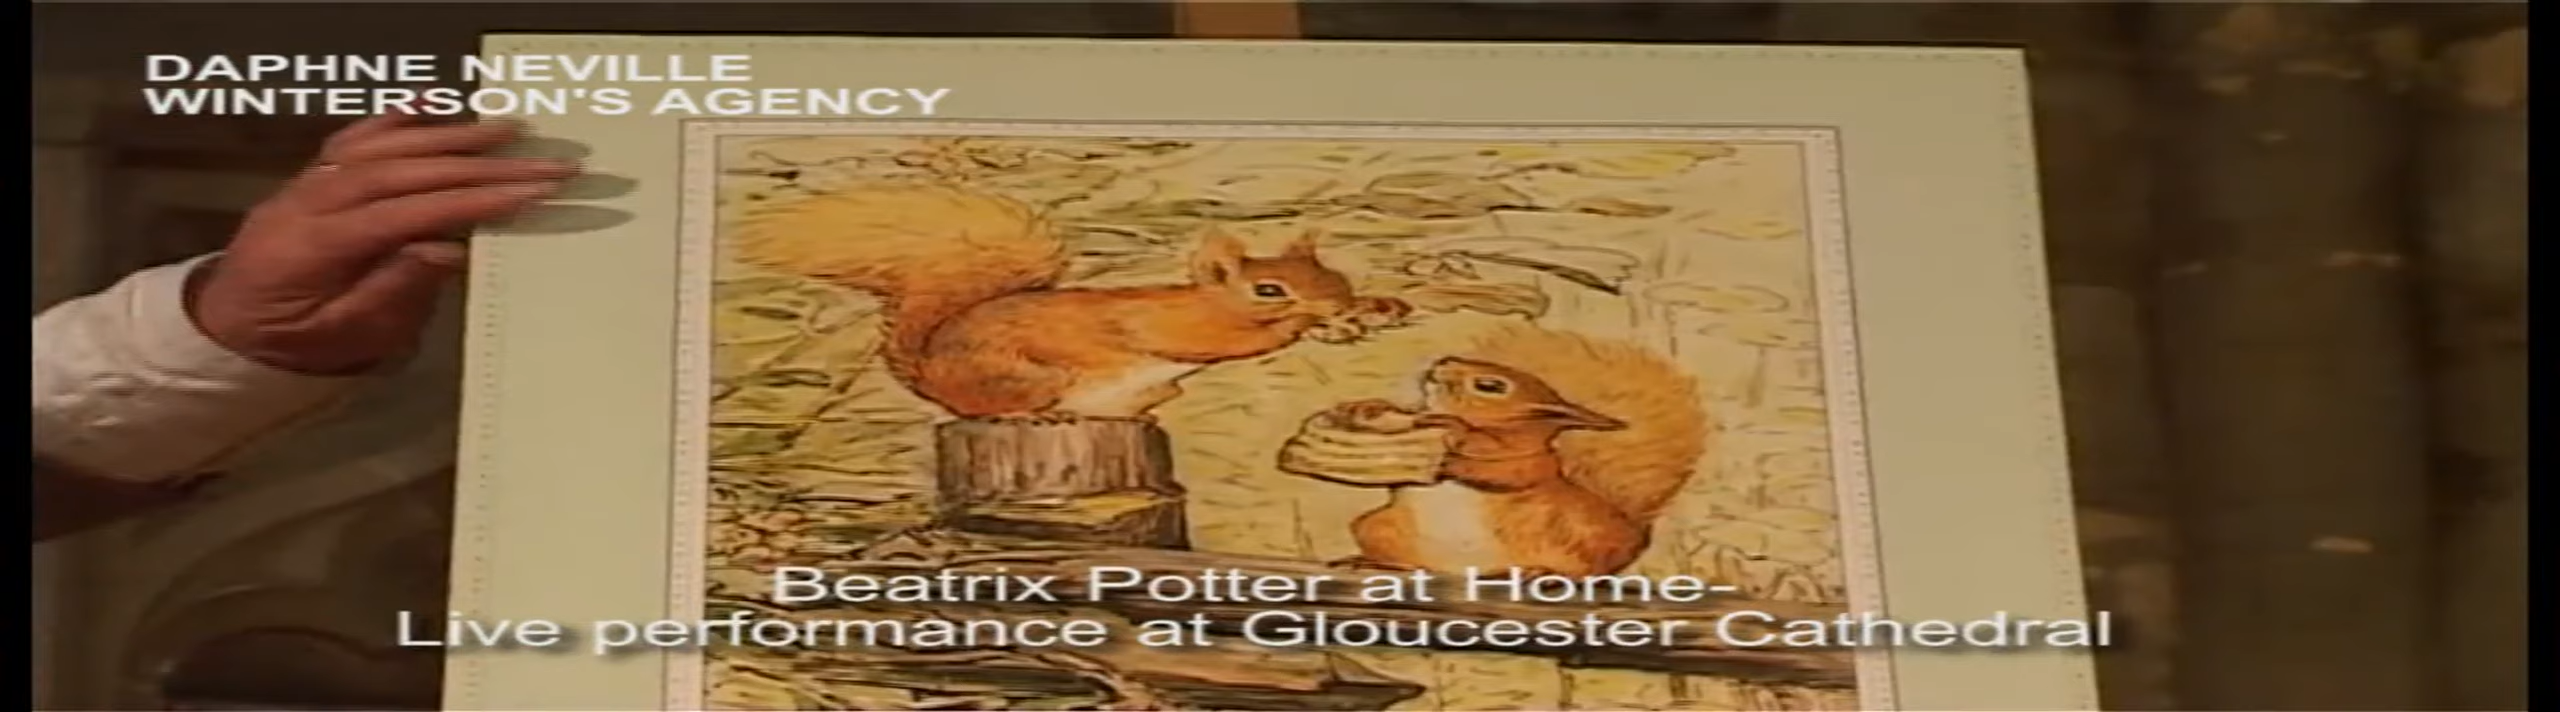 DAPHNE NEVILLE
WINTERSON'S AGENCY
Beatrix Potter at Home-
Live performance at Gloucester Cathedral